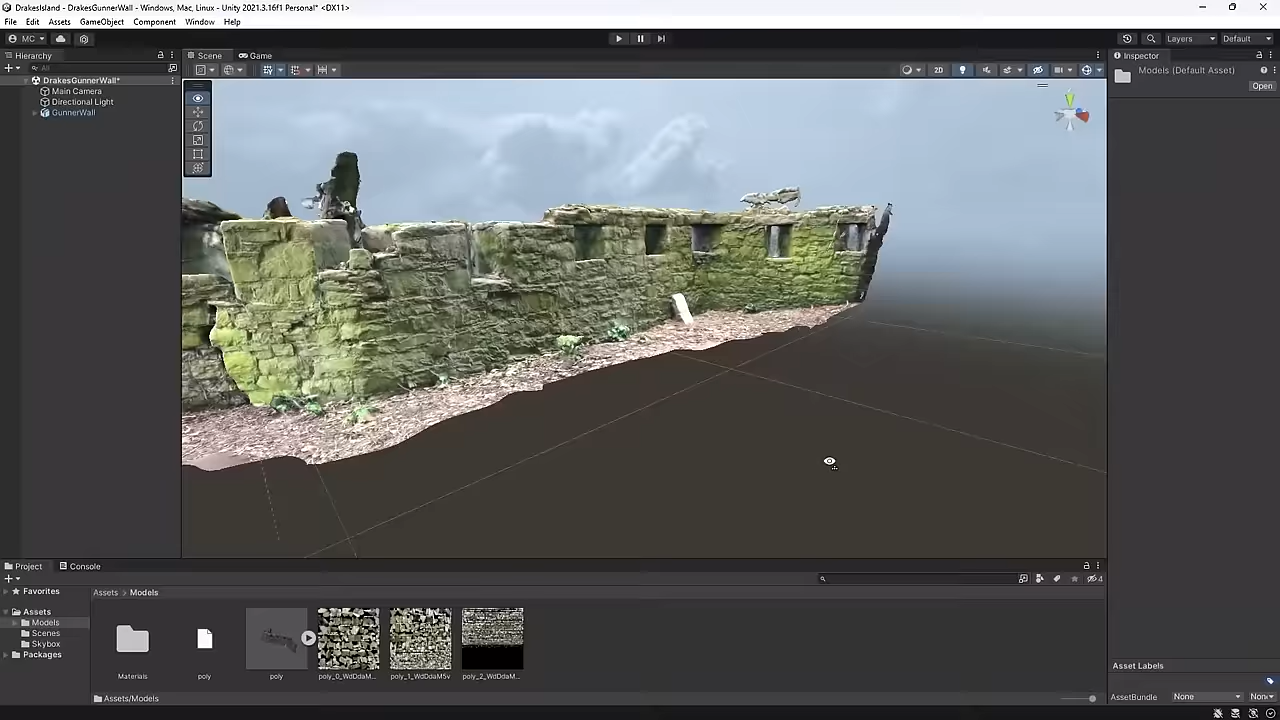 DrakesIsland - DrakesGunnerWall - Windows, Mac, Linux - Unity 2021.3.16f1 Personal* <DX11>
File Edit Assets GameObject Component Window Help
MC Layers Default
Hierarchy Scene Game Inspector
All 2D
Models (Default Asset)
Open
DrakesGunnerWall*
Main Camera
Directional Light
GunnerWall
Project Console
4
Favorites Assets > Models
Assets
Models
Scenes
Skybox
Packages
Materials poly poly poly_0_WdDdaM... poly_1_WdDdaM5v poly_2_WdDdaM...
Asset Labels
Assets/Models
AssetBundle None None